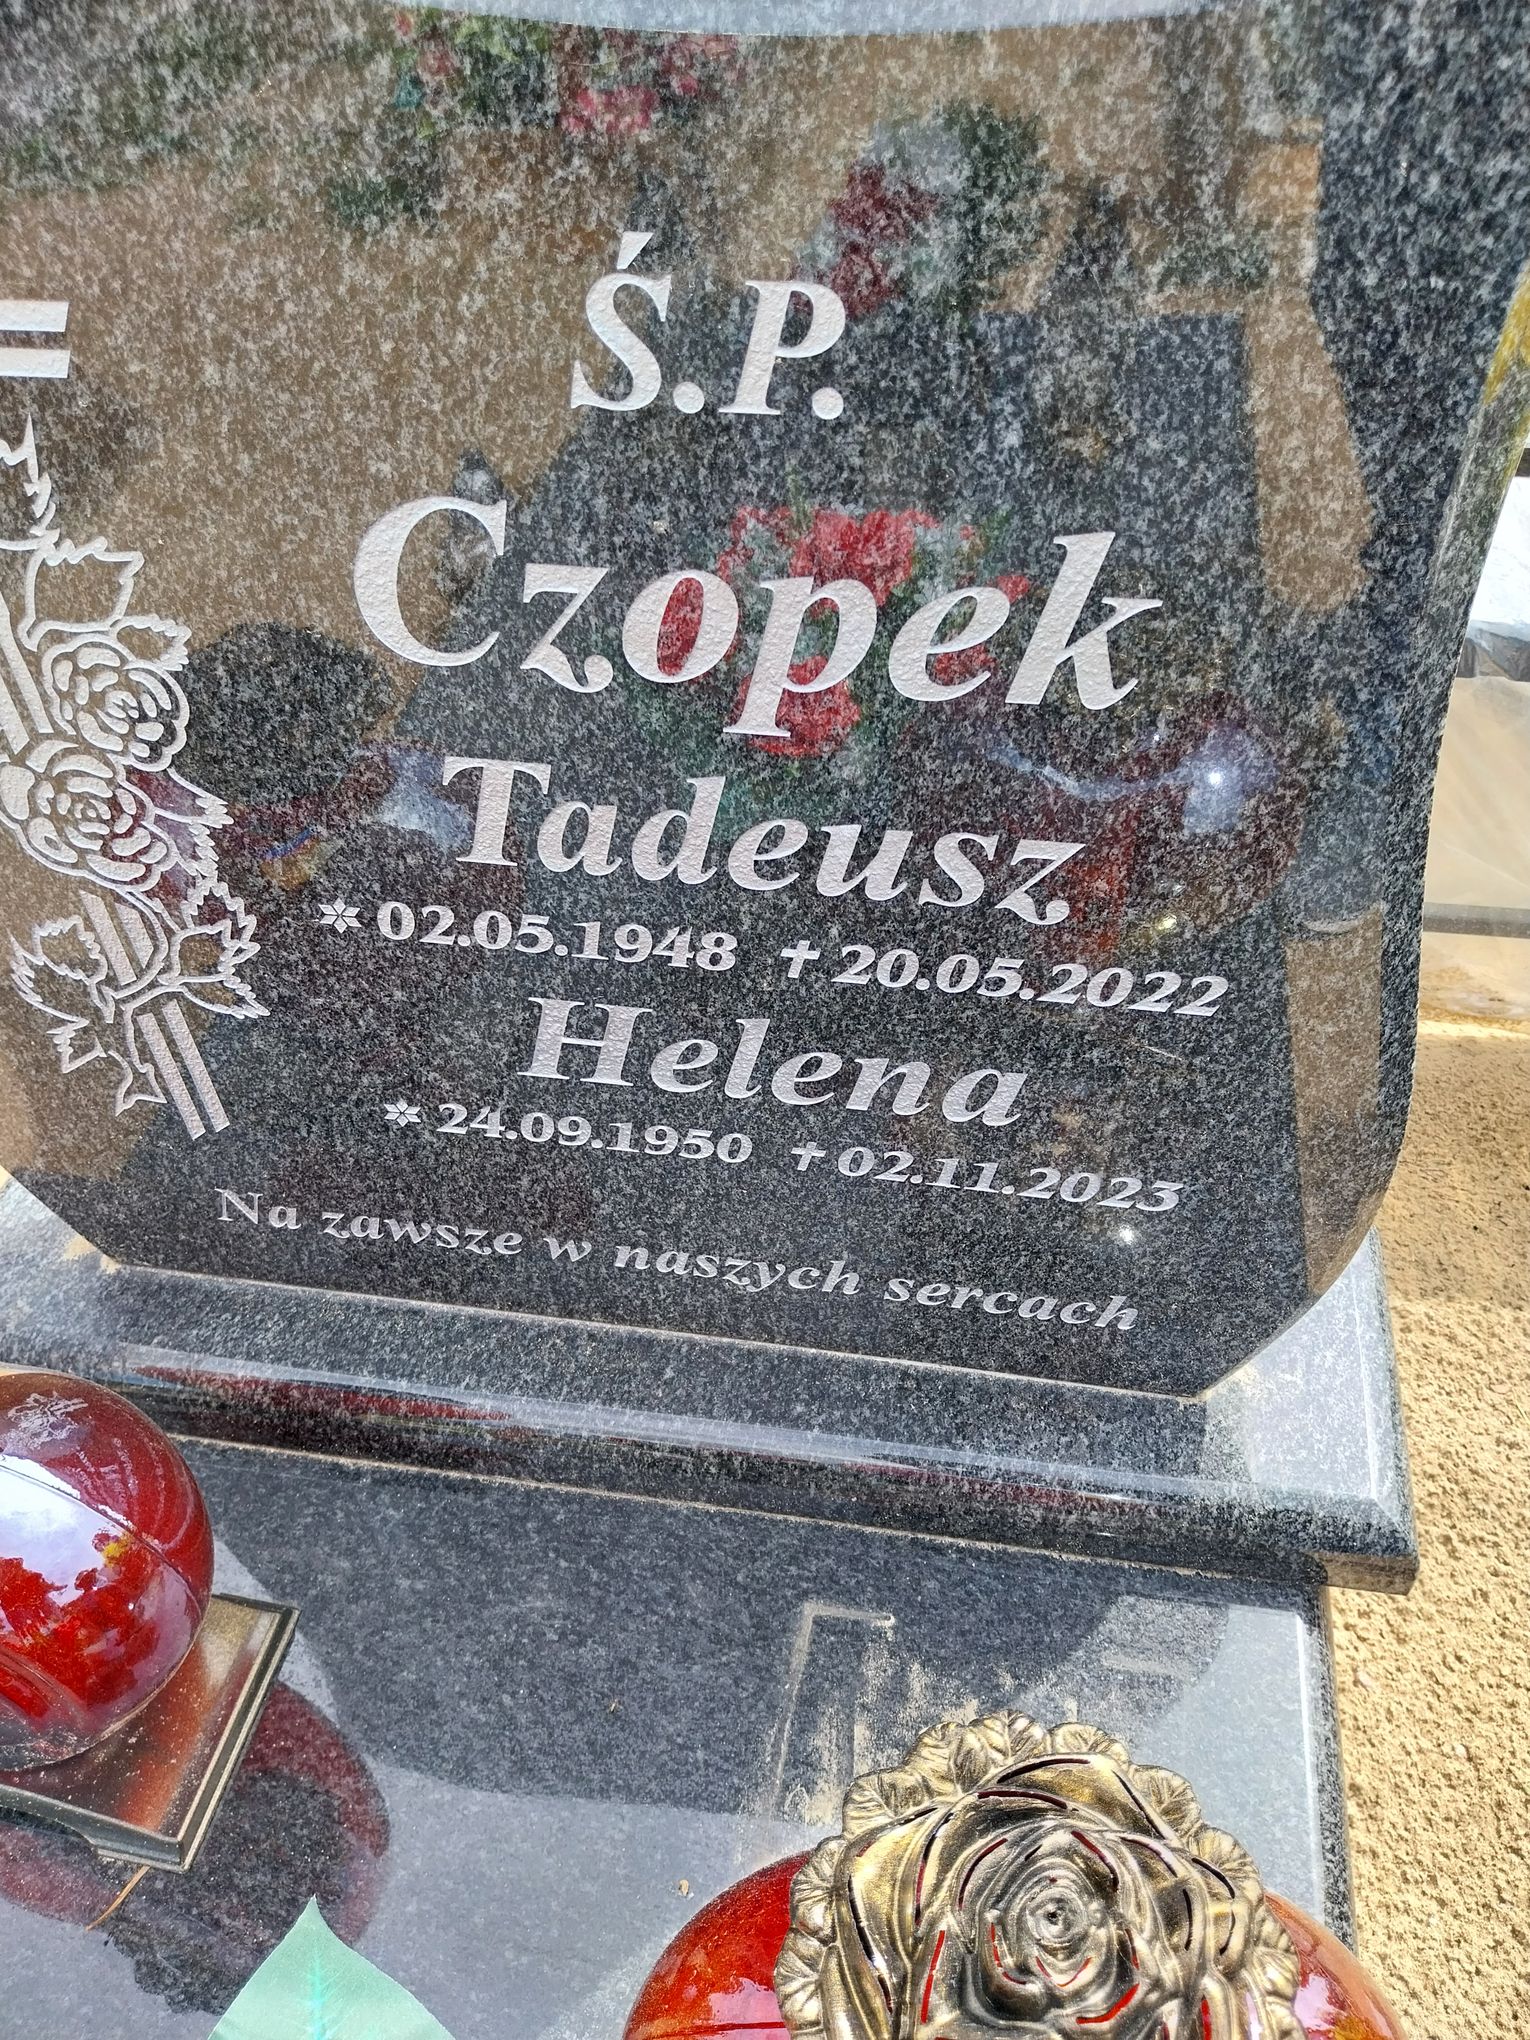 Ś.P.
Czopek
Tadeusz
✲ 02.05.1948 ✝ 20.05.2022
Helena
✲ 24.09.1950 ✝ 02.11.2023
Na zawsze w naszych sercach